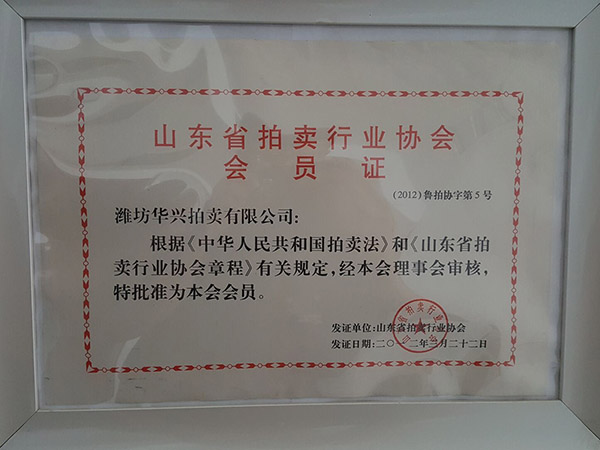 山东省拍卖行业协会
会员证
(2012)鲁拍协字第5号
潍坊华兴拍卖有限公司:
根据《中华人民共和国拍卖法》和《山东省拍
卖行业协会章程》有关规定,经本会理事会审核,
特批准为本会会员。
发证单位:山东省拍卖行业协会
发证日期:二〇一二年二月二十二日